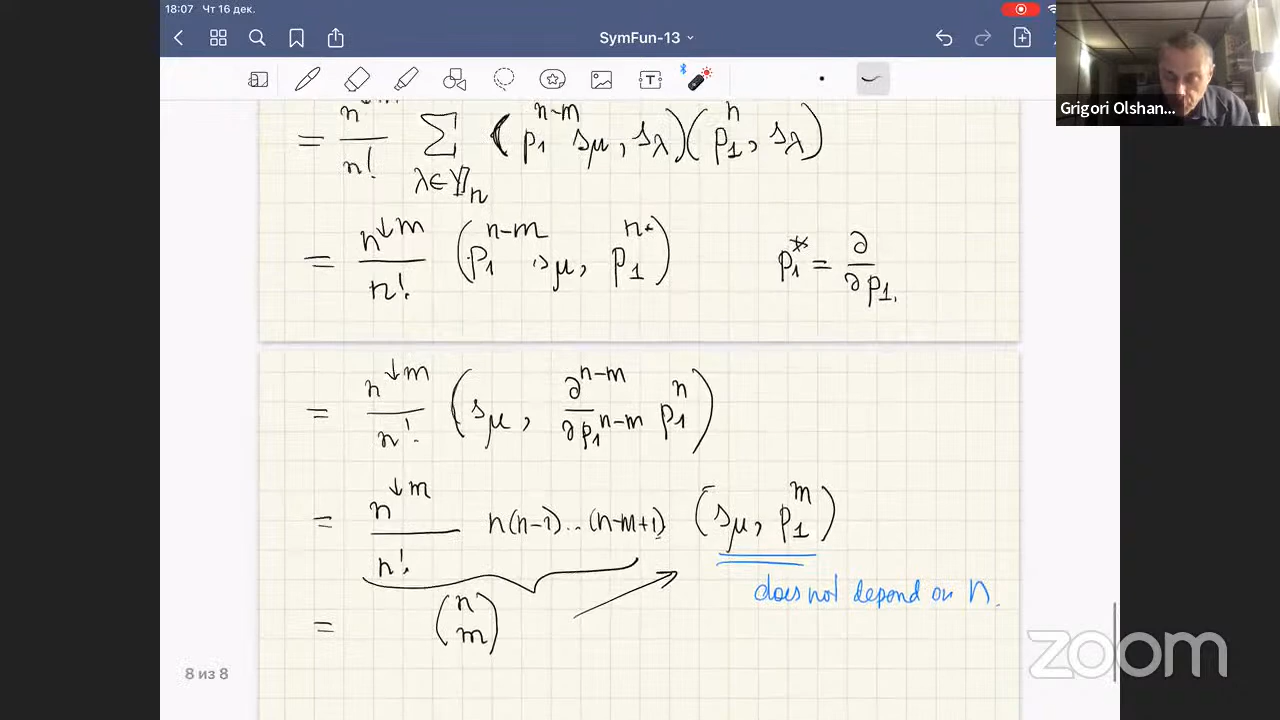 18:07 Чт 16 дек.
SymFun-13
Grigori Olshan...
= n^{↓m}/n! ∑_{λ∈𝕐_n} (p_1^{n-m} s_μ, s_λ)(p_1^n, s_λ)
= n^{↓m}/n! (p_1^{n-m} s_μ, p_1^n) p_1^* = ∂/∂p_1.
= n^{↓m}/n! (s_μ, ∂^{n-m}/∂p_1^{n-m} p_1^n)
= n^{↓m}/n! n(n-1)..(n-m+1) (s_μ, p_1^m)
does not depend on n.
= (n m)
8 из 8
zoom